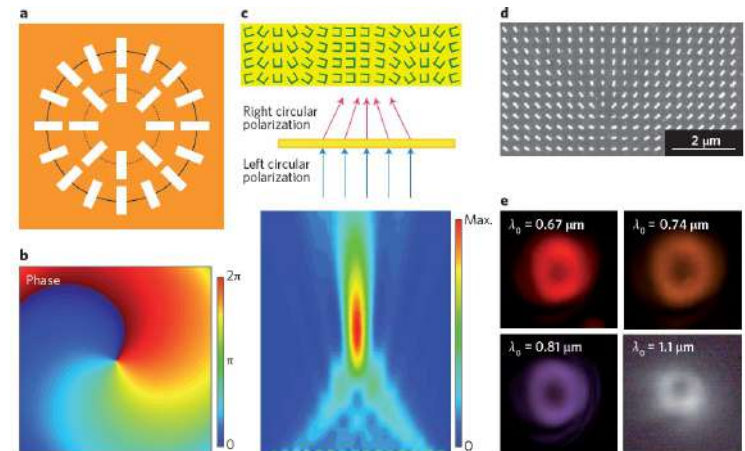 a
b
Phase
2π
π
0
c
Right circular
polarization
Left circular
polarization
Max.
0
d
2 μm
e
λ₀ = 0.67 μm
λ₀ = 0.74 μm
λ₀ = 0.81 μm
λ₀ = 1.1 μm